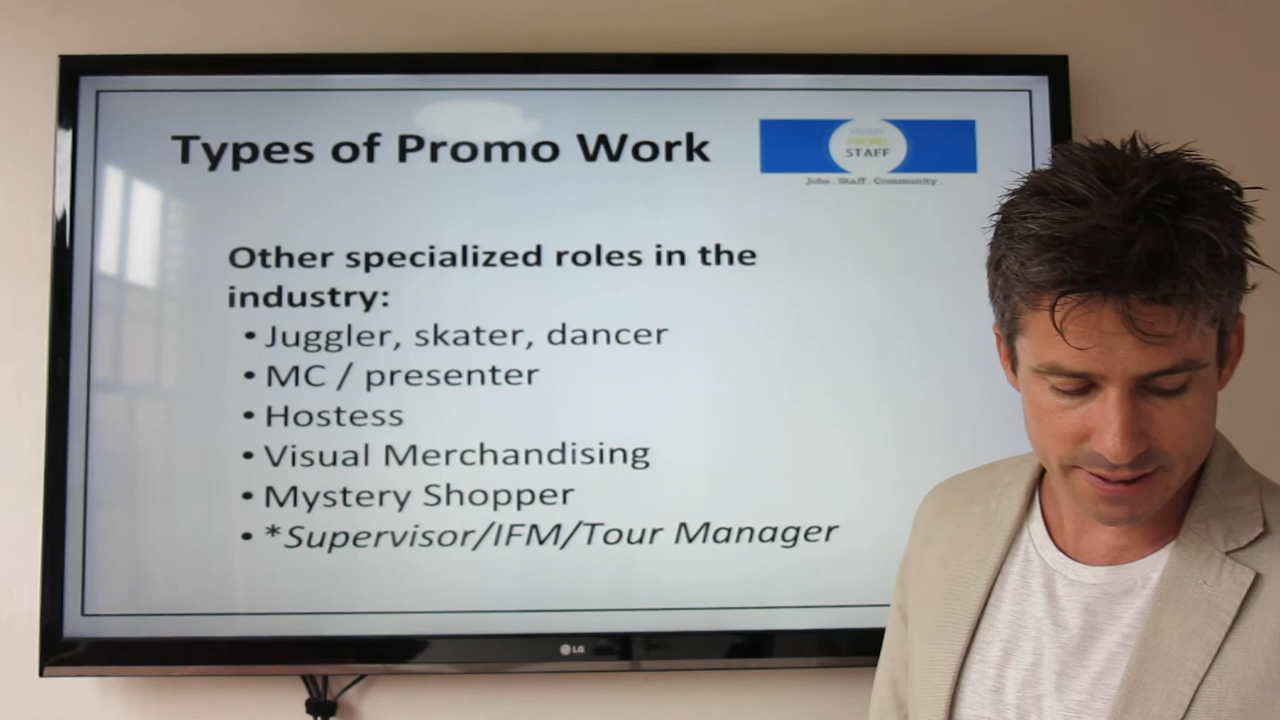 Types of Promo Work
STAFF
Jobs . Staff . Community .
Other specialized roles in the
industry:
• Juggler, skater, dancer
• MC / presenter
• Hostess
• Visual Merchandising
• Mystery Shopper
• *Supervisor/IFM/Tour Manager
LG